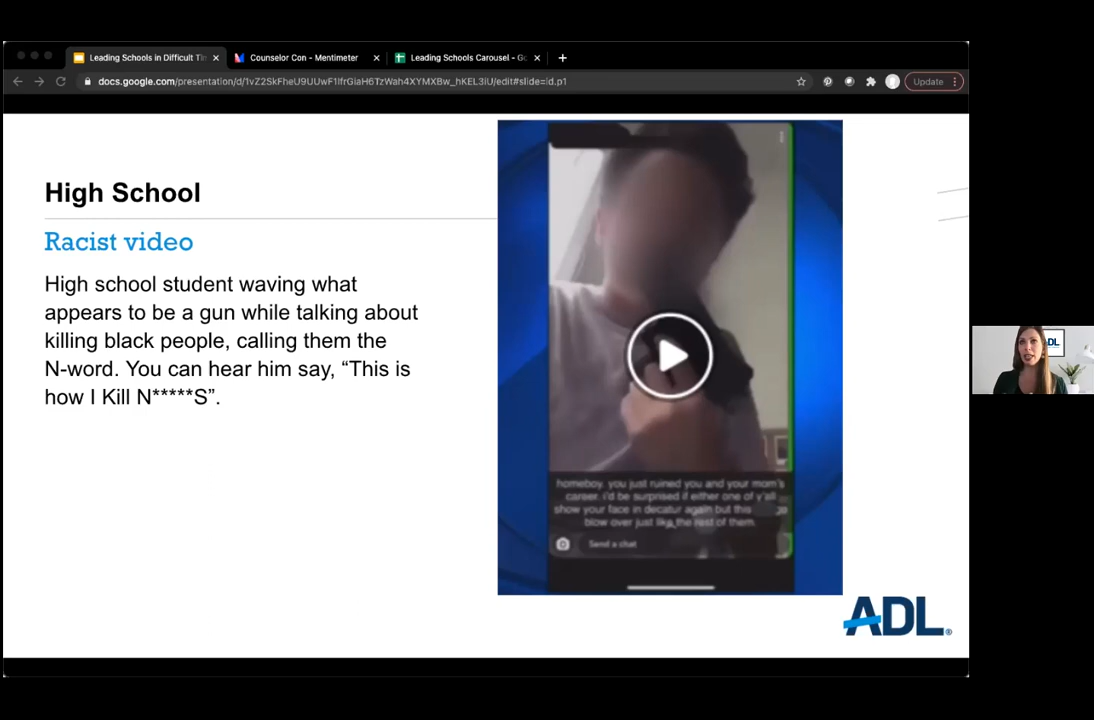 Leading Schools in Difficult Ti
Counselor Con - Mentimeter
Leading Schools Carousel - Go
docs.google.com/presentation/d/1vZ2SkFheU9UUwF1IfrGiaH6TzWah4XYMXBw_hKEL3iU/edit#slide=id.p1
Update
High School
Racist video
High school student waving what
appears to be a gun while talking about
killing black people, calling them the
N-word. You can hear him say, “This is
how I Kill N*****S”.
homeboy. you just ruined you and your mom's
career. i'd be surprised if either one of y'all
show your face in decatur again but this
blow over just like the rest of them.
Send a chat
ADL
ADL